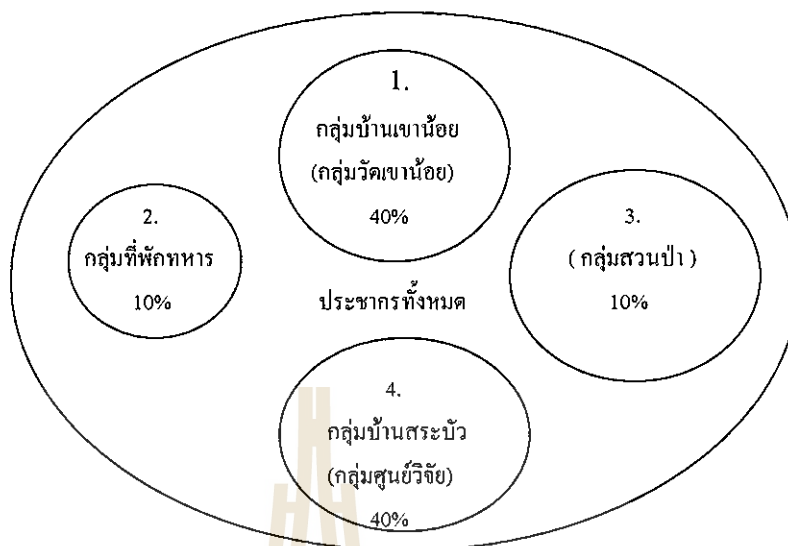 1.
กลุ่มบ้านเขาน้อย
(กลุ่มวัดเขาน้อย)
40%
2.
กลุ่มที่พักทหาร
10%
3.
(กลุ่มสวนป่า)
10%
ประชากรทั้งหมด
4.
กลุ่มบ้านสระบัว
(กลุ่มศูนย์วิจัย)
40%